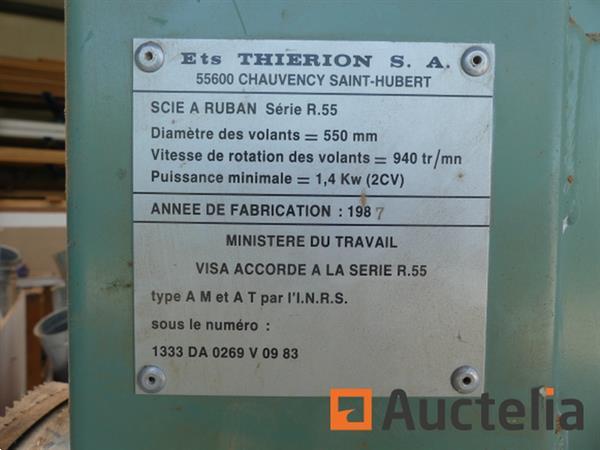 Ets THIERION S. A.
55600 CHAUVENCY SAINT-HUBERT
SCIE A RUBAN Série R.55
Diamètre des volants = 550 mm
Vitesse de rotation des volants = 940 tr/mn
Puissance minimale = 1,4 Kw (2CV)
ANNEE DE FABRICATION : 1987
MINISTERE DU TRAVAIL
VISA ACCORDE A LA SERIE R.55
type A M et A T par l'I.N.R.S.
sous le numéro :
1333 DA 0269 V 09 83
Auctelia